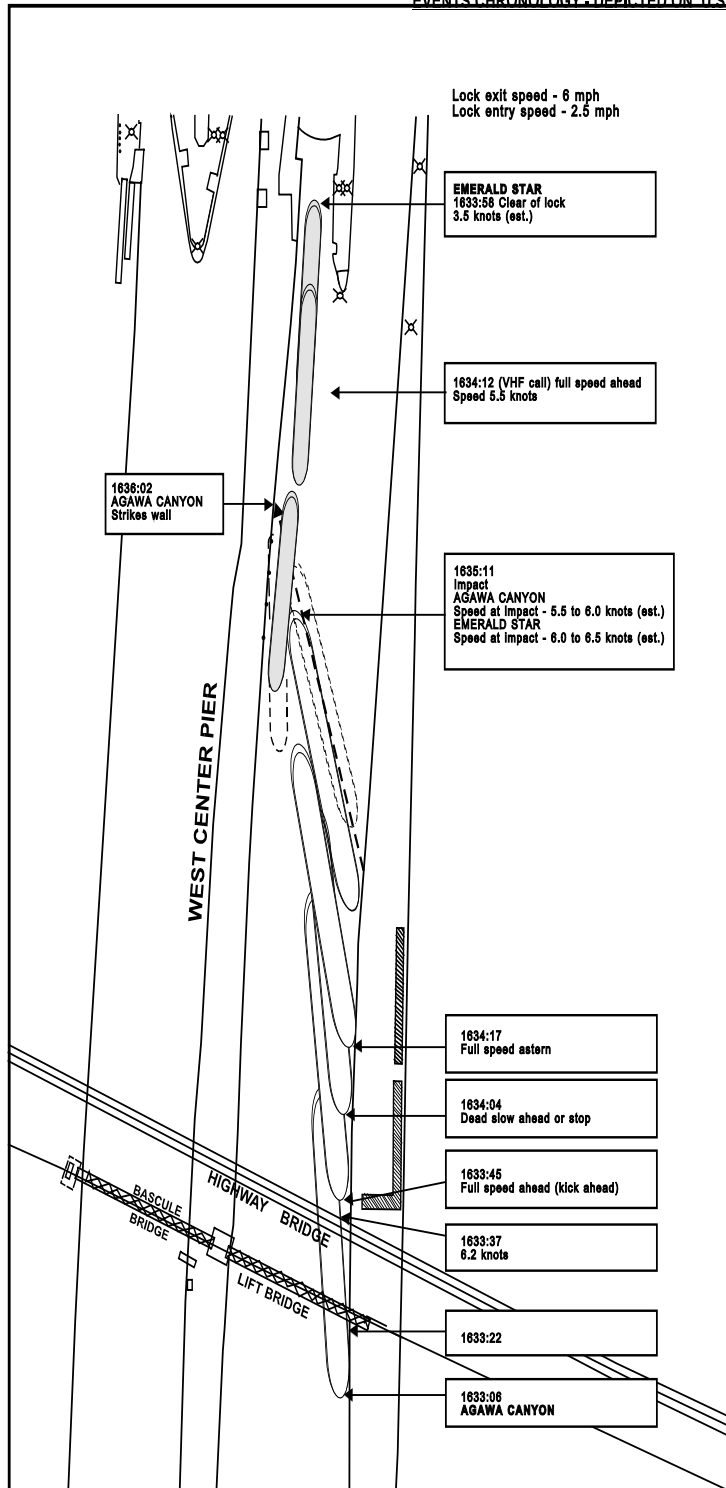 EVENTS CHRONOLOGY - DEPICTED ON
Lock exit speed - 6 mph
Lock entry speed - 2.5 mph
EMERALD STAR
1633:58 Clear of lock
3.5 knots (est.)
1634:12 (VHF call) full speed ahead
Speed 5.5 knots
1636:02
AGAWA CANYON
Strikes wall
1635:11
Impact
AGAWA CANYON
Speed at Impact - 5.5 to 6.0 knots (est.)
EMERALD STAR
Speed at Impact - 6.0 to 6.5 knots (est.)
WEST CENTER PIER
1634:17
Full speed astern
1634:04
Dead slow ahead or stop
1633:45
Full speed ahead (kick ahead)
1633:37
6.2 knots
HIGHWAY BRIDGE
BASCULE
BRIDGE
LIFT BRIDGE
1633:22
1633:06
AGAWA CANYON